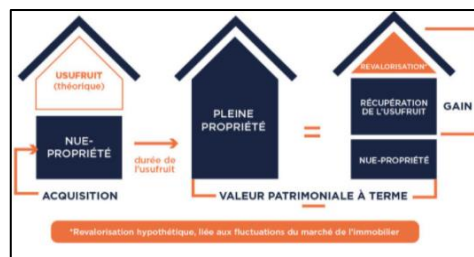 USUFRUIT
(théorique)
NUE-
PROPRIÉTÉ
ACQUISITION
durée de
l'usufruit
PLEINE
PROPRIÉTÉ
=
REVALORISATION*
RÉCUPÉRATION
DE L'USUFRUIT
GAIN
NUE-PROPRIÉTÉ
VALEUR PATRIMONIALE À TERME
*Revalorisation hypothétique, liée aux fluctuations du marché de l'immobilier